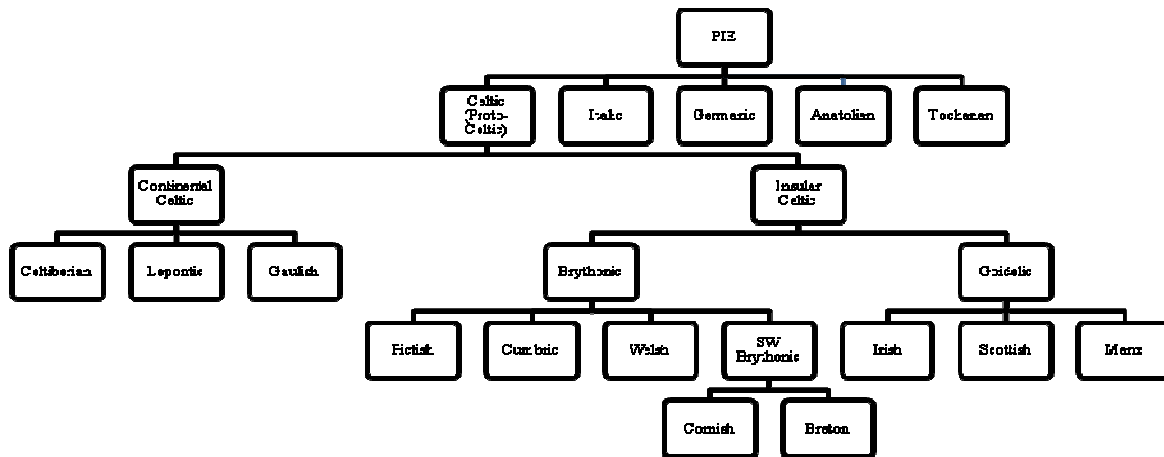 PIE
Celtic
(Proto-
Celtic)
Italic
Germanic
Anatolian
Tocharian
Continental
Celtic
Insular
Celtic
Celtiberian
Lepontic
Gaulish
Brythonic
Goidelic
Pictish
Cumbric
Welsh
SW
Brythonic
Irish
Scottish
Manx
Cornish
Breton